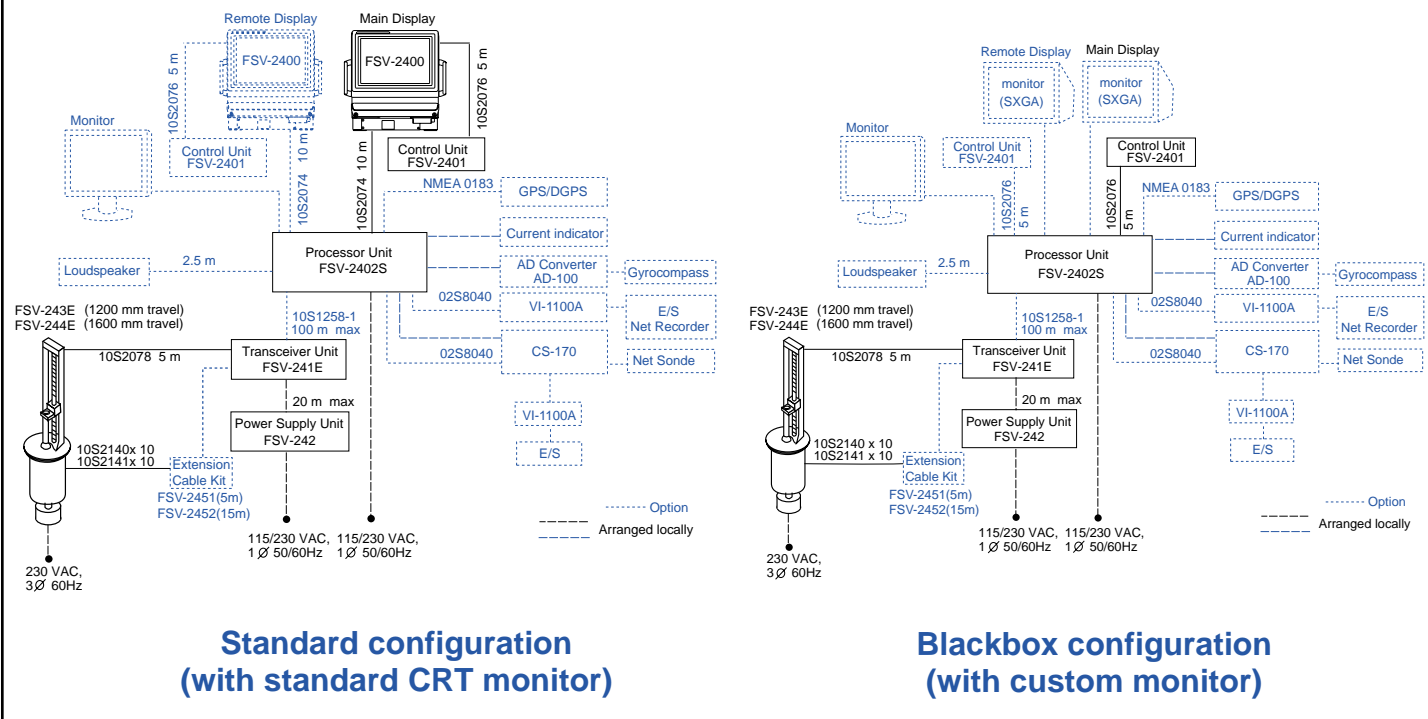 Remote Display
Main Display
FSV-2400
FSV-2400
10S2076 5 m
10S2076 5 m
Monitor
Control Unit
FSV-2401
Control Unit
FSV-2401
10S2074 10 m
10S2074 10 m
NMEA 0183
GPS/DGPS
Processor Unit
FSV-2402S
Current indicator
Loudspeaker
2.5 m
AD Converter
AD-100
Gyrocompass
02S8040
VI-1100A
E/S
Net Recorder
FSV-243E (1200 mm travel)
FSV-244E (1600 mm travel)
10S1258-1
100 m max
10S2078 5 m
Transceiver Unit
FSV-241E
02S8040
CS-170
Net Sonde
20 m max
Power Supply Unit
FSV-242
VI-1100A
E/S
10S2140x 10
10S2141x 10
Extension
Cable Kit
FSV-2451(5m)
FSV-2452(15m)
Option
Arranged locally
115/230 VAC,
1 Ø 50/60Hz
115/230 VAC,
1 Ø 50/60Hz
230 VAC,
3Ø 60Hz
Standard configuration
(with standard CRT monitor)
Remote Display
Main Display
monitor
(SXGA)
monitor
(SXGA)
Monitor
Control Unit
FSV-2401
Control Unit
FSV-2401
10S2076
5 m
10S2076
5 m
NMEA 0183
GPS/DGPS
Processor Unit
FSV-2402S
Current indicator
Loudspeaker
2.5 m
AD Converter
AD-100
Gyrocompass
02S8040
VI-1100A
E/S
Net Recorder
FSV-243E (1200 mm travel)
FSV-244E (1600 mm travel)
10S1258-1
100 m max
10S2078 5 m
Transceiver Unit
FSV-241E
02S8040
CS-170
Net Sonde
20 m max
Power Supply Unit
FSV-242
VI-1100A
E/S
10S2140 x 10
10S2141 x 10
Extension
Cable Kit
FSV-2451(5m)
FSV-2452(15m)
Option
Arranged locally
115/230 VAC,
1 Ø 50/60Hz
115/230 VAC,
1 Ø 50/60Hz
230 VAC,
3Ø 60Hz
Blackbox configuration
(with custom monitor)